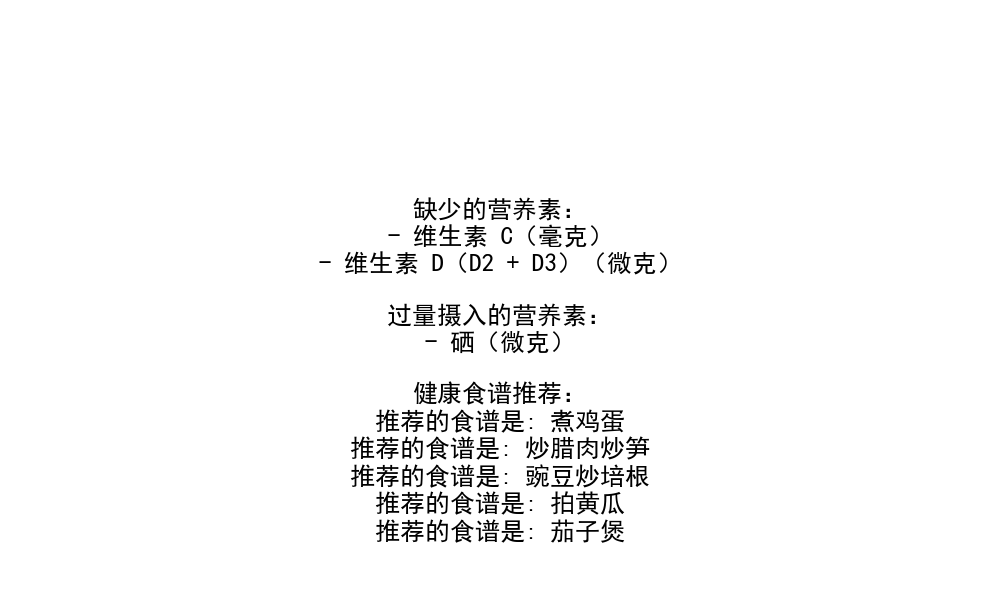 缺少的营养素：
- 维生素 C（毫克）
- 维生素 D（D2 + D3）（微克）
过量摄入的营养素：
- 硒（微克）
健康食谱推荐：
推荐的食谱是: 煮鸡蛋
推荐的食谱是: 炒腊肉炒笋
推荐的食谱是: 豌豆炒培根
推荐的食谱是: 拍黄瓜
推荐的食谱是: 茄子煲